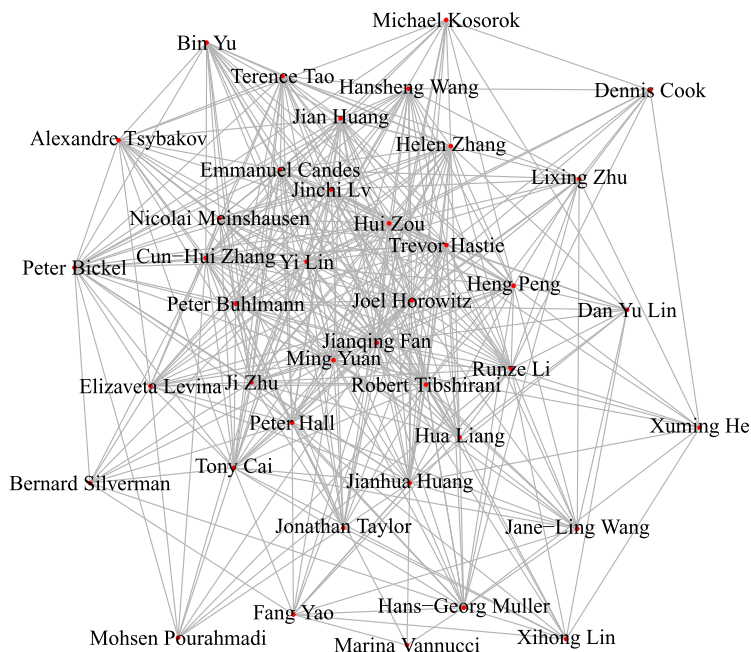 Michael Kosorok
Bin Yu
Terence Tao
Hansheng Wang
Dennis Cook
Jian Huang
Alexandre Tsybakov
Helen Zhang
Emmanuel Candes
Lixing Zhu
Jinchi Lv
Nicolai Meinshausen
Hui Zou
Trevor Hastie
Cun−Hui Zhang
Yi Lin
Peter Bickel
Heng Peng
Peter Buhlmann
Joel Horowitz
Dan Yu Lin
Jianqing Fan
Ming Yuan
Runze Li
Elizaveta Levina
Ji Zhu
Robert Tibshirani
Peter Hall
Xuming He
Hua Liang
Tony Cai
Bernard Silverman
Jianhua Huang
Jonathan Taylor
Jane−Ling Wang
Fang Yao
Hans−Georg Muller
Mohsen Pourahmadi
Xihong Lin
Marina Vannucci